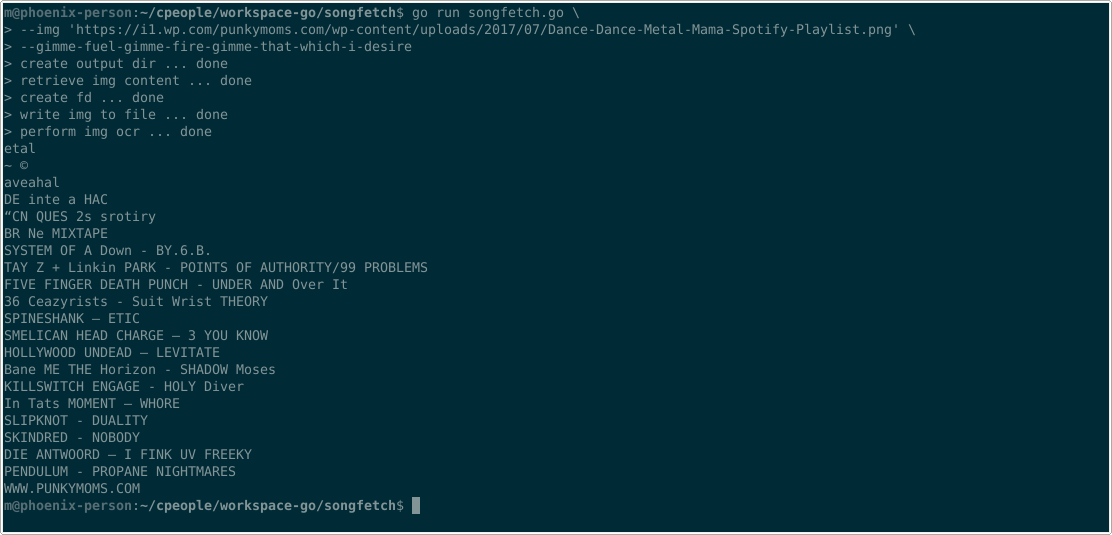 m@phoenix-person:~/cpeople/workspace-go/songfetch$ go run songfetch.go \
> --img 'https://i1.wp.com/punkymoms.com/wp-content/uploads/2017/07/Dance-Dance-Metal-Mama-Spotify-Playlist.png' \
> --gimme-fuel-gimme-fire-gimme-that-which-i-desire
> create output dir ... done
> retrieve img content ... done
> create fd ... done
> write img to file ... done
> perform img ocr ... done
etal
~ ©
aveahal
DE inte a HAC
“CN QUES 2s srotiry
BR Ne MIXTAPE
SYSTEM OF A Down - BY.6.B.
TAY Z + Linkin PARK - POINTS OF AUTHORITY/99 PROBLEMS
FIVE FINGER DEATH PUNCH - UNDER AND Over It
36 Ceazyrists - Suit Wrist THEORY
SPINESHANK — ETIC
SMELICAN HEAD CHARGE — 3 YOU KNOW
HOLLYWOOD UNDEAD — LEVITATE
Bane ME THE Horizon - SHADOW Moses
KILLSWITCH ENGAGE - HOLY Diver
In Tats MOMENT — WHORE
SLIPKNOT - DUALITY
SKINDRED - NOBODY
DIE ANTWOORD — I FINK UV FREEKY
PENDULUM - PROPANE NIGHTMARES
WWW.PUNKYMOMS.COM
m@phoenix-person:~/cpeople/workspace-go/songfetch$